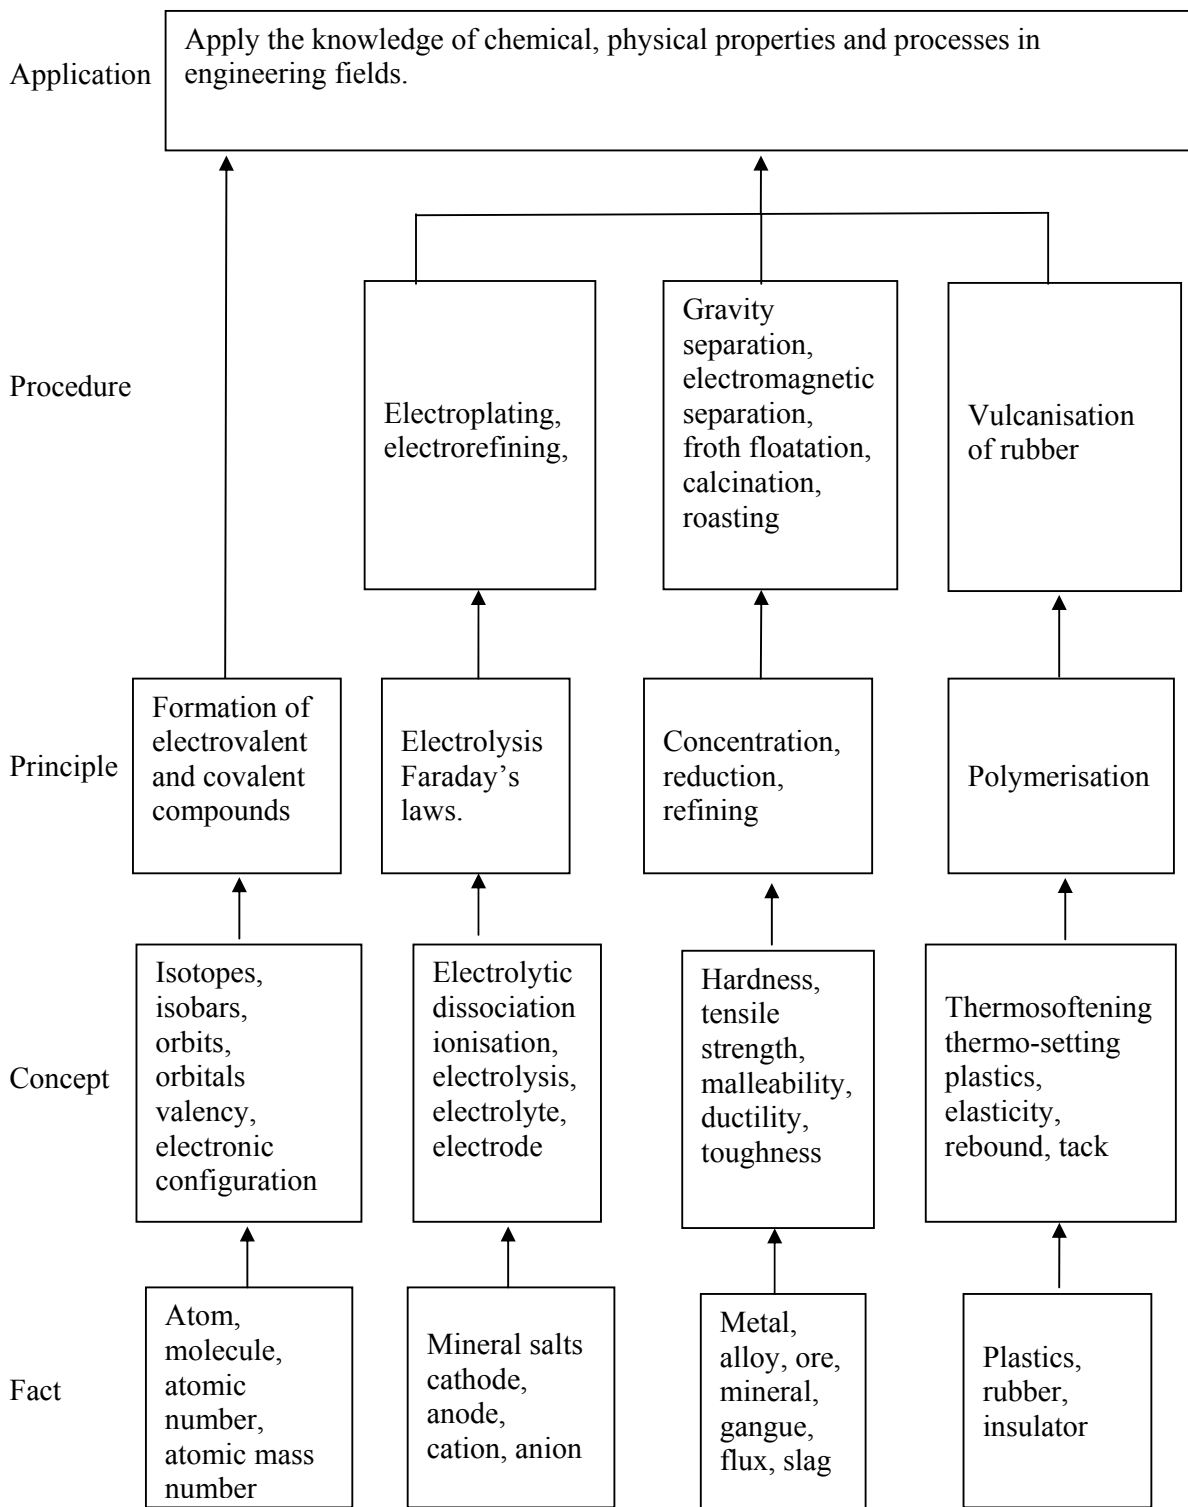 Application
Apply the knowledge of chemical, physical properties and processes in
engineering fields.
Procedure
Electroplating,
electrorefining,
Gravity
separation,
electromagnetic
separation,
froth floatation,
calcination,
roasting
Vulcanisation
of rubber
Principle
Formation of
electrovalent
and covalent
compounds
Electrolysis
Faraday’s
laws.
Concentration,
reduction,
refining
Polymerisation
Concept
Isotopes,
isobars,
orbits,
orbitals
valency,
electronic
configuration
Electrolytic
dissociation
ionisation,
electrolysis,
electrolyte,
electrode
Hardness,
tensile
strength,
malleability,
ductility,
toughness
Thermosoftening
thermo-setting
plastics,
elasticity,
rebound, tack
Fact
Atom,
molecule,
atomic
number,
atomic mass
number
Mineral salts
cathode,
anode,
cation, anion
Metal,
alloy, ore,
mineral,
gangue,
flux, slag
Plastics,
rubber,
insulator